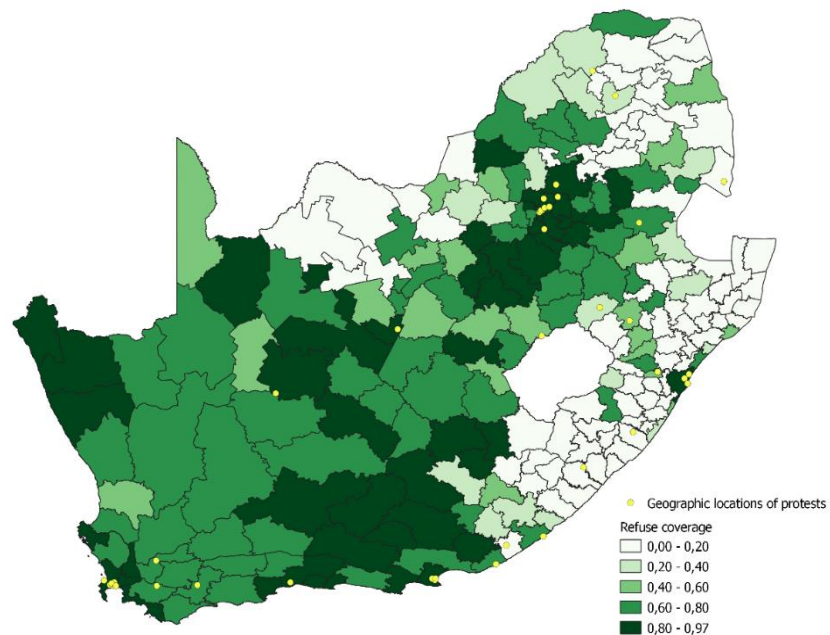 Geographic locations of protests
Refuse coverage
0,00 - 0,20
0,20 - 0,40
0,40 - 0,60
0,60 - 0,80
0,80 - 0,97